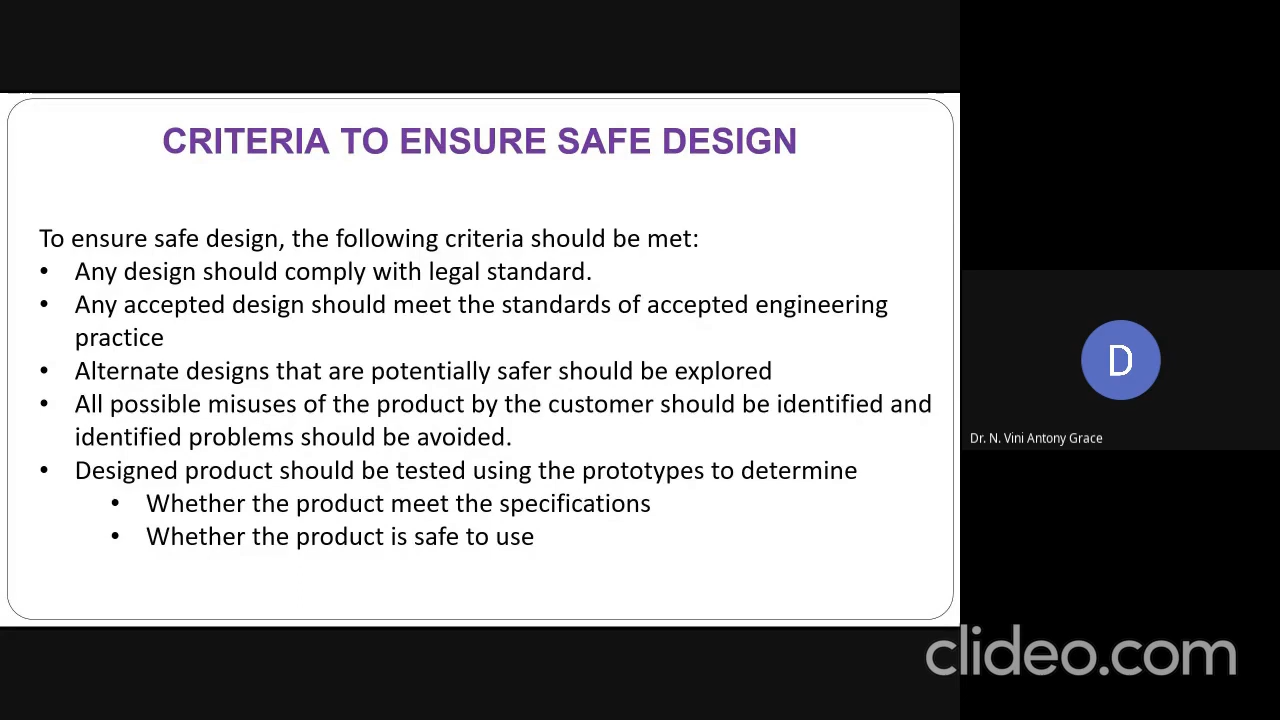 CRITERIA TO ENSURE SAFE DESIGN
To ensure safe design, the following criteria should be met:
• Any design should comply with legal standard.
• Any accepted design should meet the standards of accepted engineering
practice
• Alternate designs that are potentially safer should be explored
• All possible misuses of the product by the customer should be identified and
identified problems should be avoided.
• Designed product should be tested using the prototypes to determine
• Whether the product meet the specifications
• Whether the product is safe to use
D
Dr. N. Vini Antony Grace
clideo.com